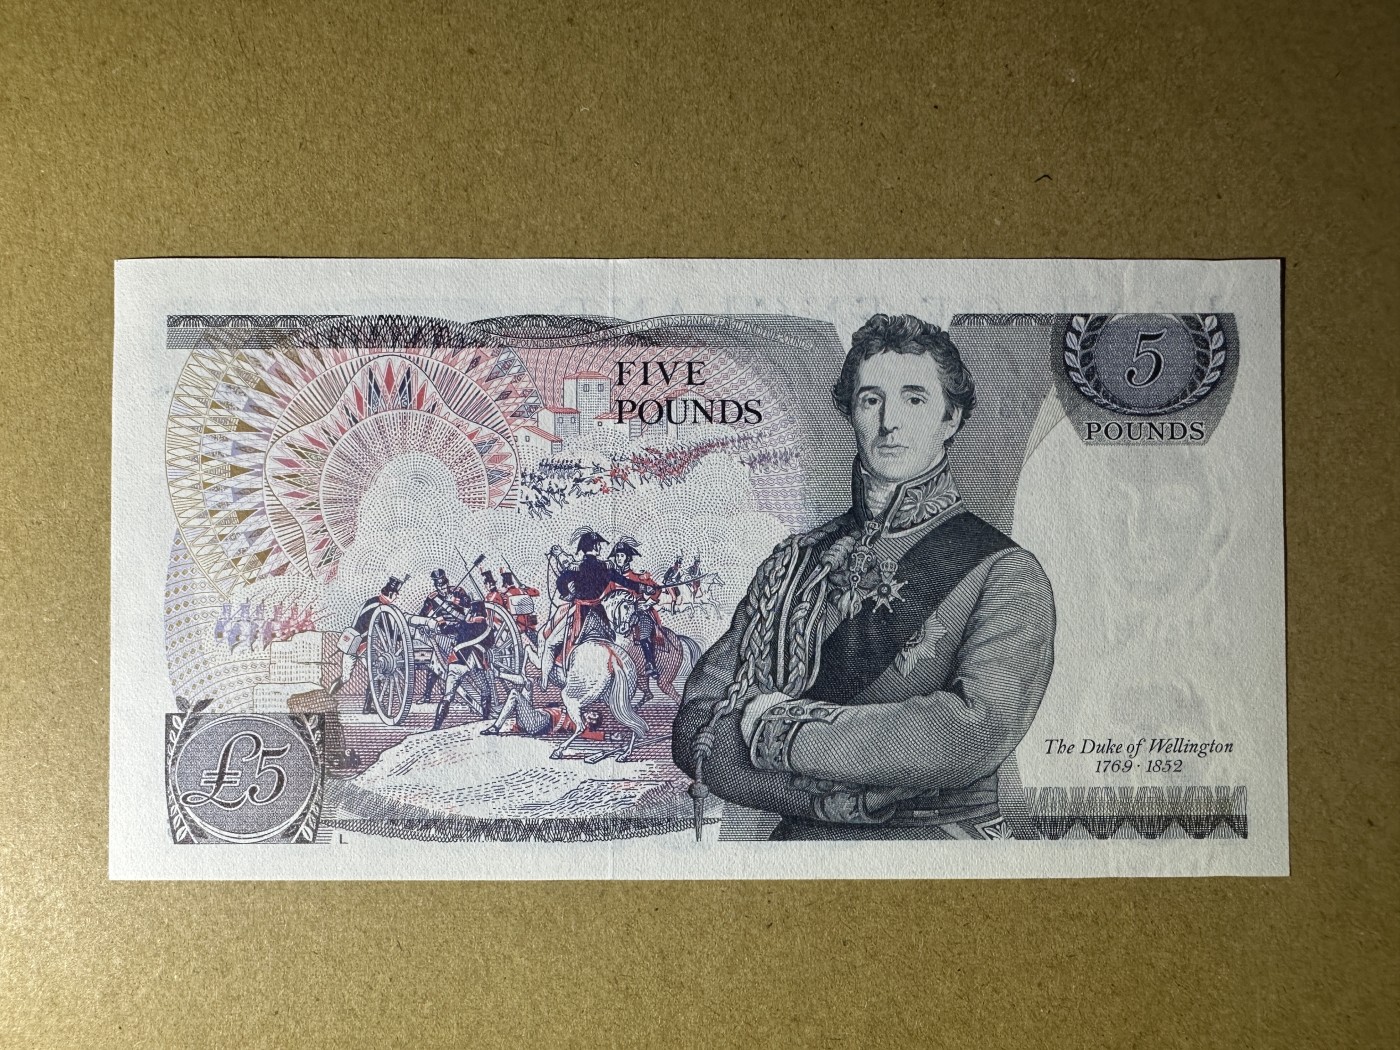 FIVE
POUNDS
5
POUNDS
The Duke of Wellington
1769 · 1852
£5
L